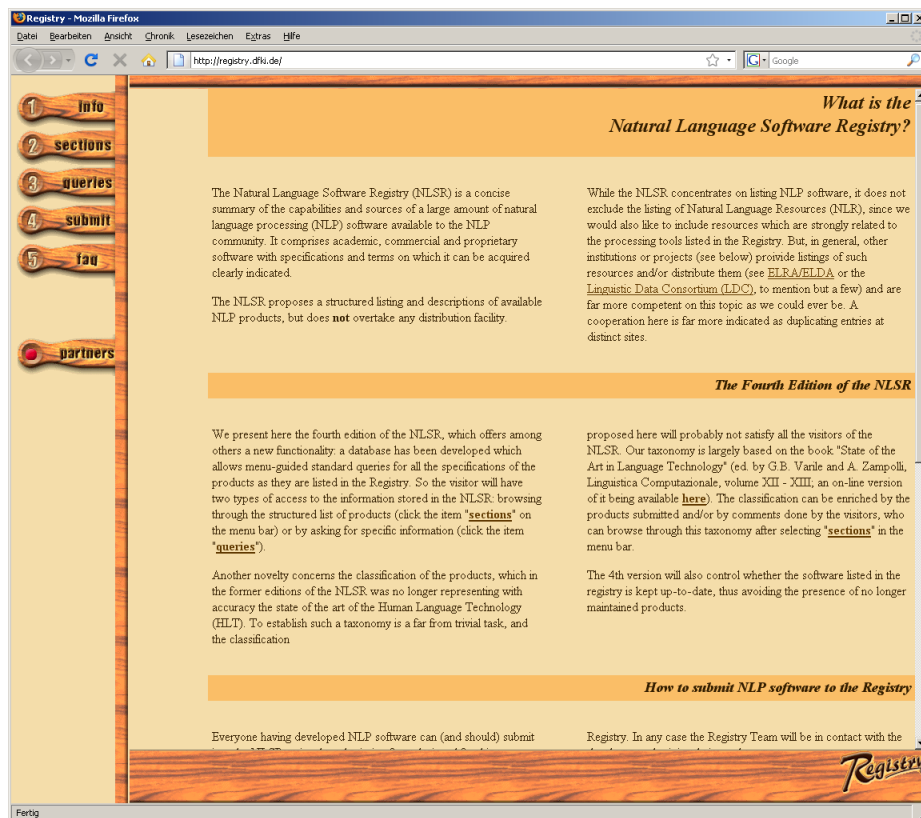 Registry - Mozilla Firefox
Datei Bearbeiten Ansicht Chronik Lesezeichen Extras Hilfe
http://registry.dfki.de/
G Google
1 info
2 sections
3 queries
4 submit
5 faq
partners
What is the
Natural Language Software Registry?
The Natural Language Software Registry (NLSR) is a concise
summary of the capabilities and sources of a large amount of natural
language processing (NLP) software available to the NLP
community. It comprises academic, commercial and proprietary
software with specifications and terms on which it can be acquired
clearly indicated.
The NLSR proposes a structured listing and descriptions of available
NLP products, but does not overtake any distribution facility.
While the NLSR concentrates on listing NLP software, it does not
exclude the listing of Natural Language Resources (NLR), since we
would also like to include resources which are strongly related to
the processing tools listed in the Registry. But, in general, other
institutions or projects (see below) priovide listings of such
resources and/or distribute them (see ELRA/ELDA or the
Linguistic Data Consortium (LDC), to mention but a few) and are
far more competent on this topic as we could ever be. A
cooperation here is far more indicated as duplicating entries at
distinct sites.
The Fourth Edition of the NLSR
We present here the fourth edition of the NLSR, which offers among
others a new functionality: a database has been developed which
allows menu-guided standard queries for all the specifications of the
products as they are listed in the Registry. So the visitor will have
two types of access to the information stored in the NLSR: browsing
through the structured list of products (click the item "sections" on
the menu bar) or by asking for specific information (click the item
"queries").
Another novelty concerns the classification of the products, which in
the former editions of the NLSR was no longer representing with
accuracy the state of the art of the Human Language Technology
(HLT). To establish such a taxonomy is a far from trivial task, and
the classification
proposed here will probably not satisfy all the visitors of the
NLSR. Our taxonomy is largely based on the book "State of the
Art in Language Technology" (ed. by G.B. Varile and A. Zampolli,
Linguistica Computazionale, volume XII - XIII; an on-line version
of it being available here). The classification can be enriched by the
products submitted and/or by comments done by the visitors, who
can browse through this taxonomy after selecting "sections" in the
menu bar.
The 4th version will also control whether the software listed in the
registry is kept up-to-date, thus avoiding the presence of no longer
maintained products.
How to submit NLP software to the Registry
Everyone having developed NLP software can (and should) submit
Registry. In any case the Registry Team will be in contact with the
Registry
Fertig